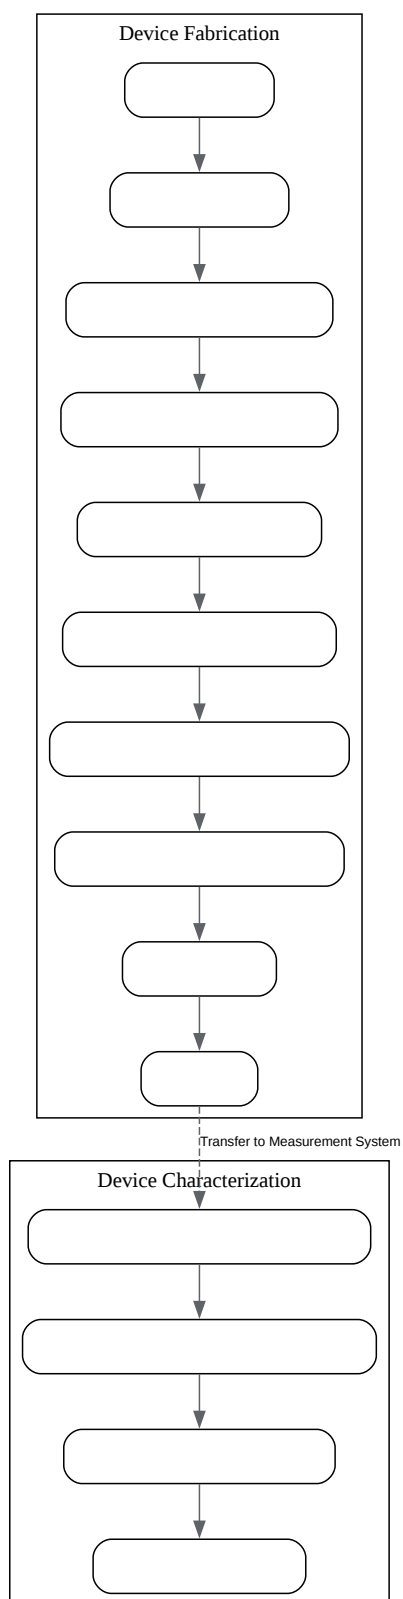 Device Fabrication
Transfer to Measurement System
Device Characterization